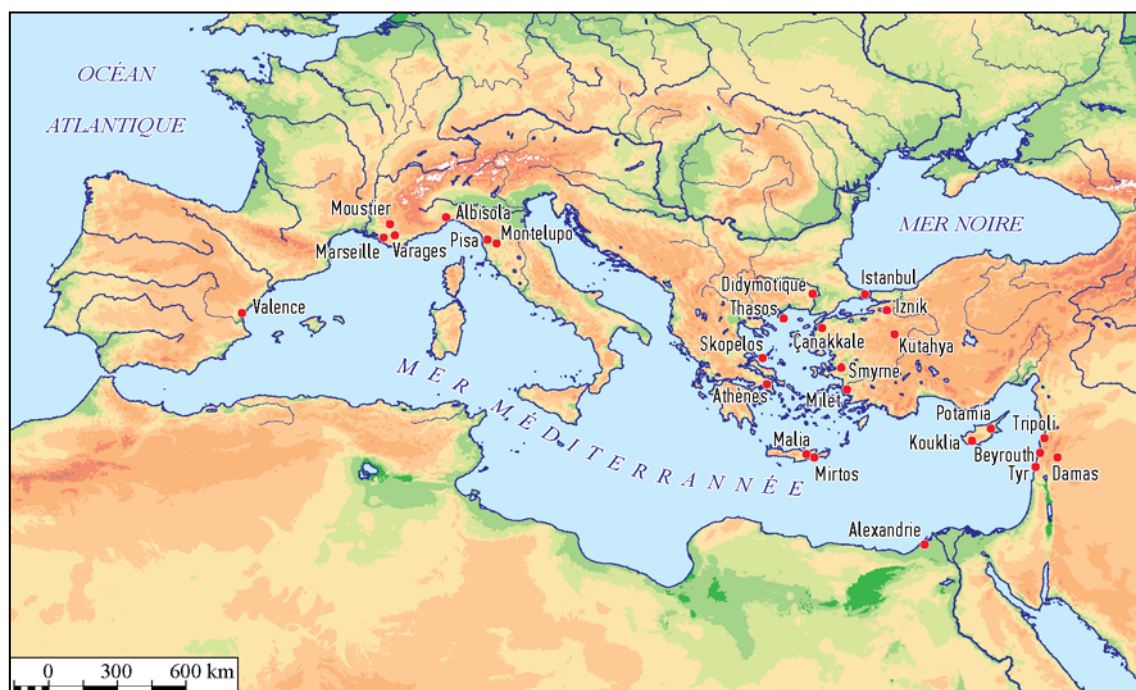 OCÉAN
ATLANTIQUE
MER NOIRE
Moustier
Albisola
Marseille
Varages
Pisa
Montelupo
Valence
Didymotique
Istanbul
Thasos
Iznik
Çanakkale
Kütahya
Skopelos
Smyrne
Athènes
Milet
MER MÉDITERRANNÉE
Potamia
Tripoli
Kouklia
Beyrouth
Malia
Mirtos
Tyr
Damas
Alexandrie
0 300 600 km